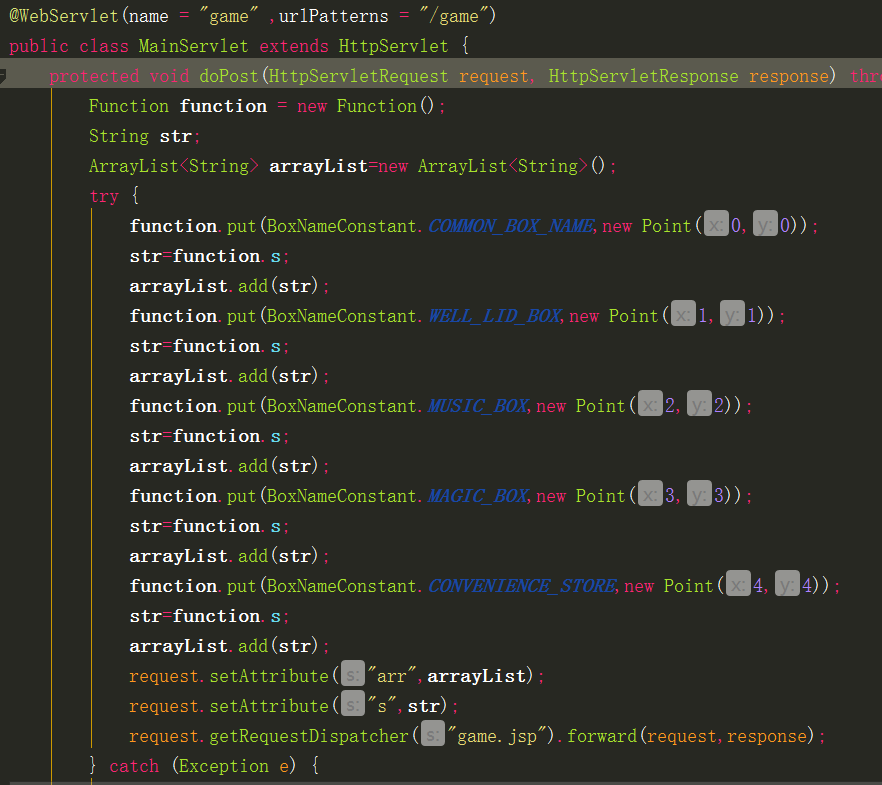 @WebServlet(name = "game" ,urlPatterns = "/game")
public class MainServlet extends HttpServlet {
protected void doPost(HttpServletRequest request, HttpServletResponse response) thr
Function function = new Function();
String str;
ArrayList<String> arrayList=new ArrayList<String>();
try {
function.put(BoxNameConstant.COMMON_BOX_NAME,new Point(x:0,y:0));
str=function.s;
arrayList.add(str);
function.put(BoxNameConstant.WELL_LID_BOX,new Point(x:1,y:1));
str=function.s;
arrayList.add(str);
function.put(BoxNameConstant.MUSIC_BOX,new Point(x:2,y:2));
str=function.s;
arrayList.add(str);
function.put(BoxNameConstant.MAGIC_BOX,new Point(x:3,y:3));
str=function.s;
arrayList.add(str);
function.put(BoxNameConstant.CONVENIENCE_STORE,new Point(x:4,y:4));
str=function.s;
arrayList.add(str);
request.setAttribute(s:"arr",arrayList);
request.setAttribute(s:"s",str);
request.getRequestDispatcher(s:"game.jsp").forward(request,response);
} catch (Exception e) {